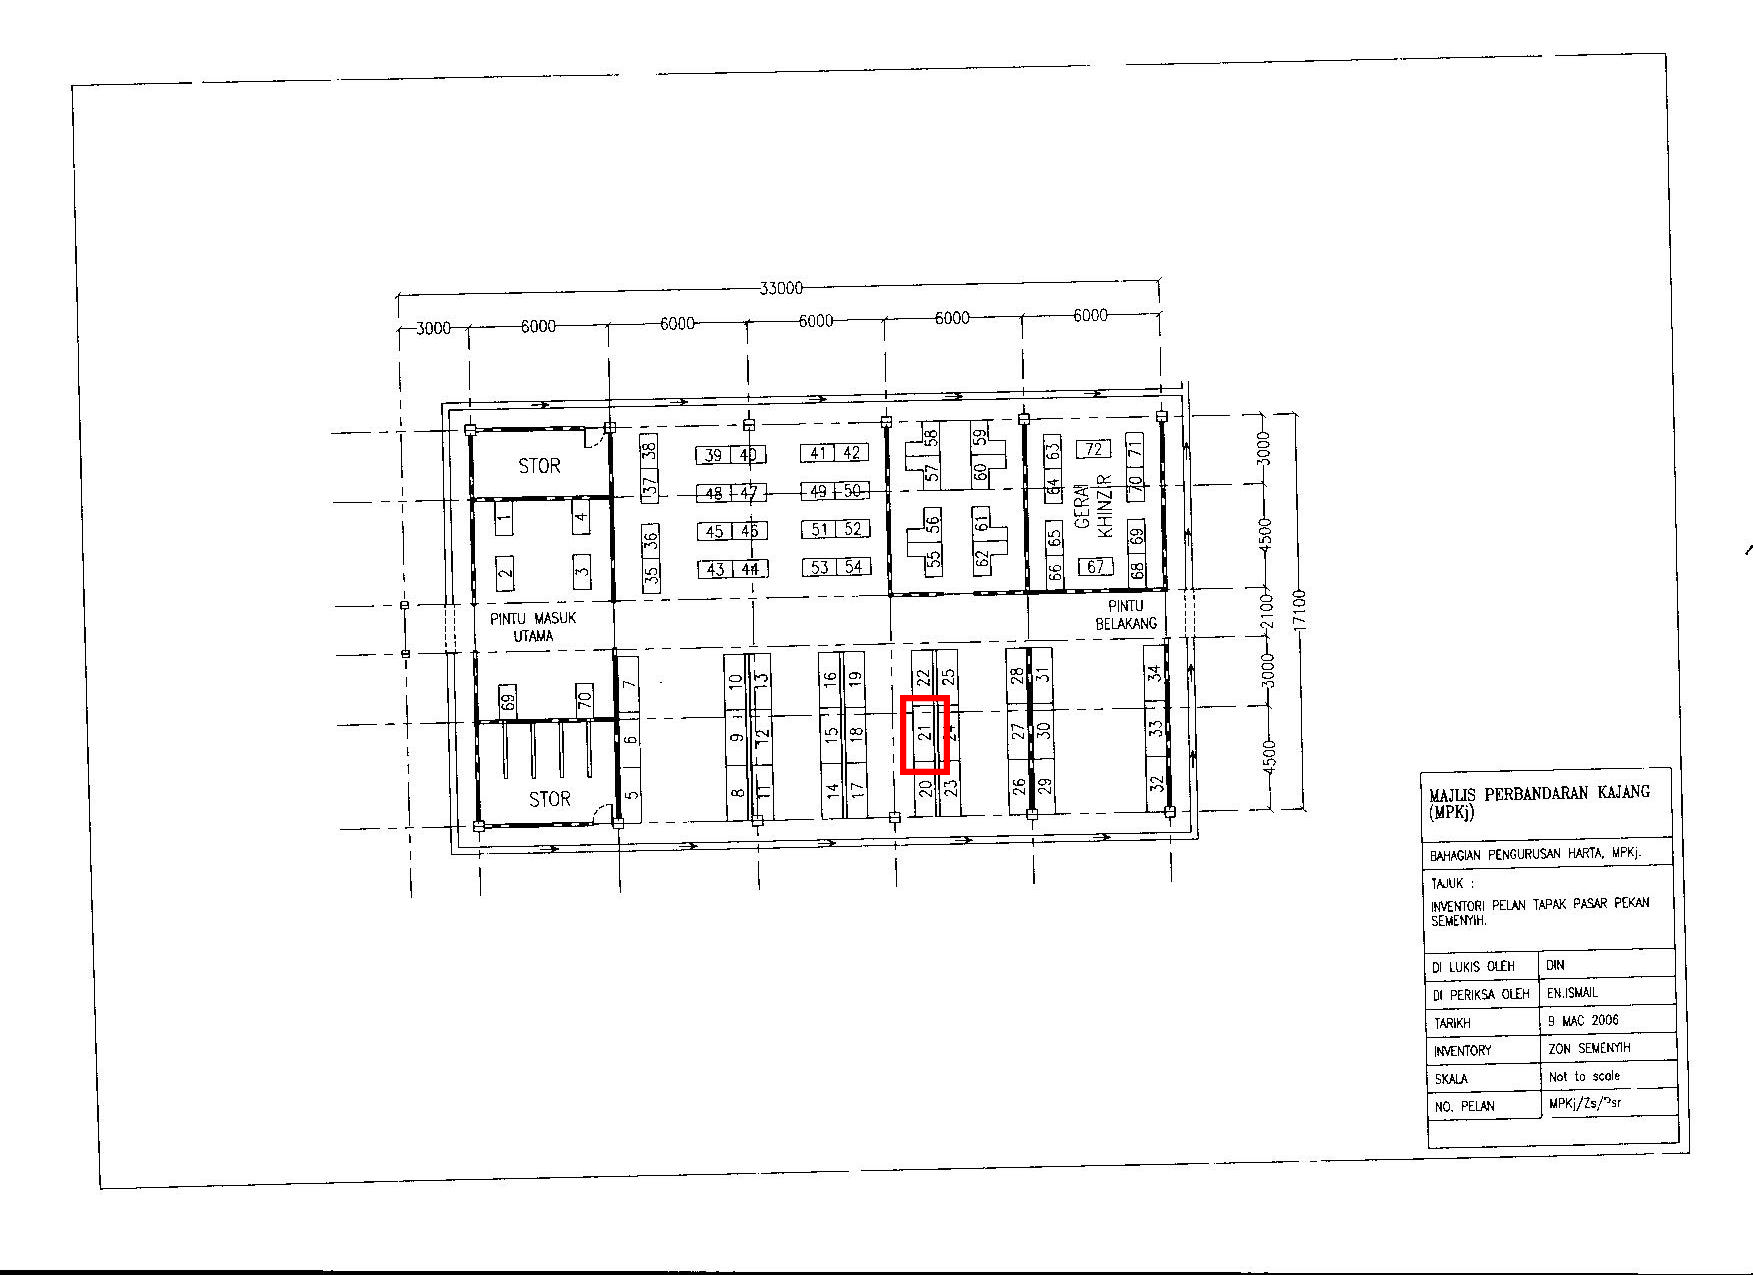 33000
3000 6000 6000 6000 6000 6000
STOR
1 4
2 3
PINTU MASUK
UTAMA
69 70
STOR
38
37
36
35
39 40 41 42
48 47 49 50
45 46 51 52
43 44 53 54
58 59
57 60
56 61
55 62
63 72 71
64 70
GERAI
KHINZIR
65 69
66 67 68
PINTU
BELAKANG
7 10 13 16 19 22 25 28 31 34
6 9 12 15 18 21 24 27 30 33
5 8 11 14 17 20 23 26 29 32
3000
4500
2100
3000
4500
17100
MAJLIS PERBANDARAN KAJANG
(MPKj)
BAHAGIAN PENGURUSAN HARTA, MPKj.
TAJUK :
INVENTORI PELAN TAPAK PASAR PEKAN
SEMENYIH.
DI LUKIS OLEH DIN
DI PERIKSA OLEH EN.ISMAIL
TARIKH 9 MAC 2006
INVENTORY ZON SEMENYIH
SKALA Not to scale
NO. PELAN MPKj/Zs/Psr